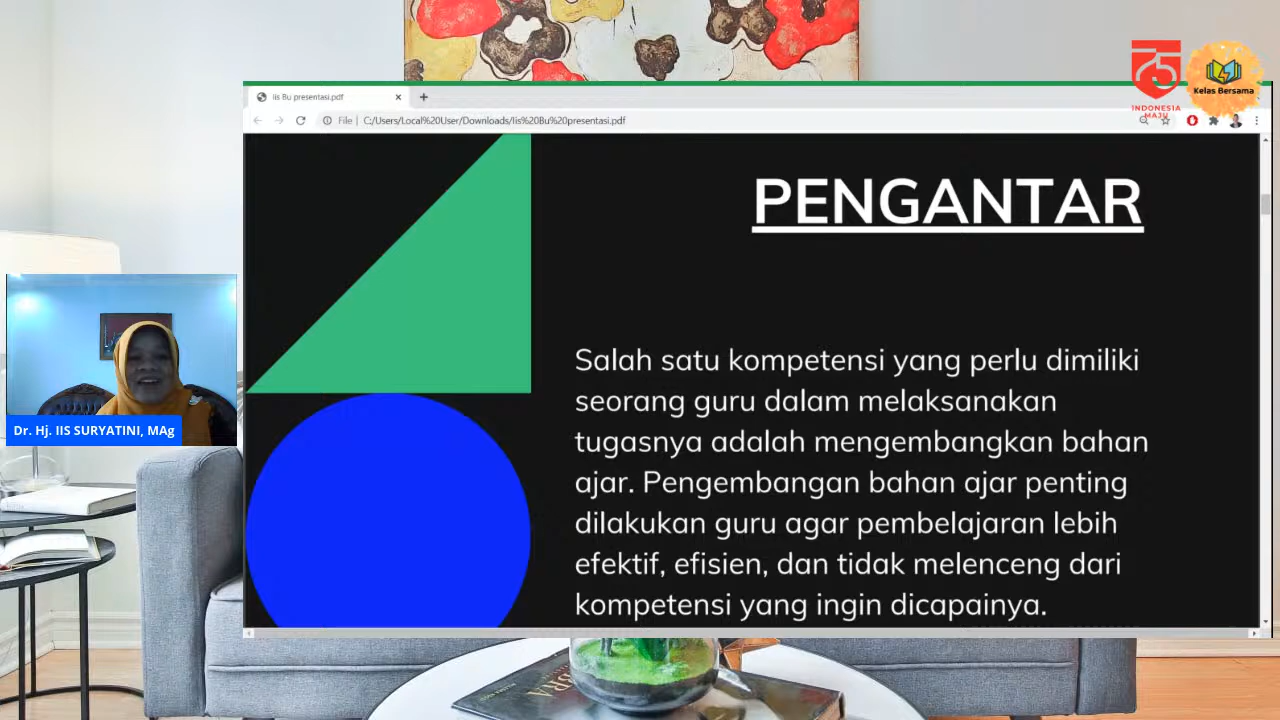 INDONESIA
MAJU
Kelas Bersama
Iis Bu presentasi.pdf
File | C:/Users/Local%20User/Downloads/Iis%20Bu%20presentasi.pdf
PENGANTAR
Salah satu kompetensi yang perlu dimiliki
seorang guru dalam melaksanakan
tugasnya adalah mengembangkan bahan
ajar. Pengembangan bahan ajar penting
dilakukan guru agar pembelajaran lebih
efektif, efisien, dan tidak melenceng dari
kompetensi yang ingin dicapainya.
Dr. Hj. IIS SURYATINI, MAg